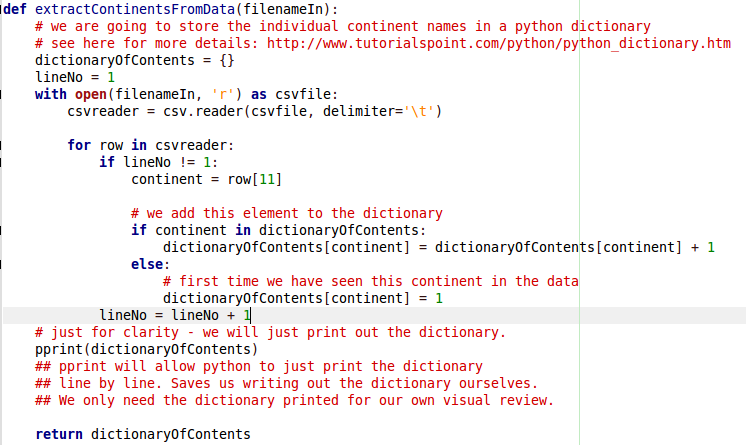 def extractContinentsFromData(filenameIn):
    # we are going to store the individual continent names in a python dictionary
    # see here for more details: http://www.tutorialspoint.com/python/python_dictionary.htm
    dictionaryOfContents = {}
    lineNo = 1
    with open(filenameIn, 'r') as csvfile:
        csvreader = csv.reader(csvfile, delimiter='\t')

        for row in csvreader:
            if lineNo != 1:
                continent = row[11]

                # we add this element to the dictionary
                if continent in dictionaryOfContents:
                    dictionaryOfContents[continent] = dictionaryOfContents[continent] + 1
                else:
                    # first time we have seen this continent in the data
                    dictionaryOfContents[continent] = 1
            lineNo = lineNo + 1
    # just for clarity - we will just print out the dictionary.
    pprint(dictionaryOfContents)
    ## pprint will allow python to just print the dictionary
    ## line by line. Saves us writing out the dictionary ourselves.
    ## We only need the dictionary printed for our own visual review.

    return dictionaryOfContents